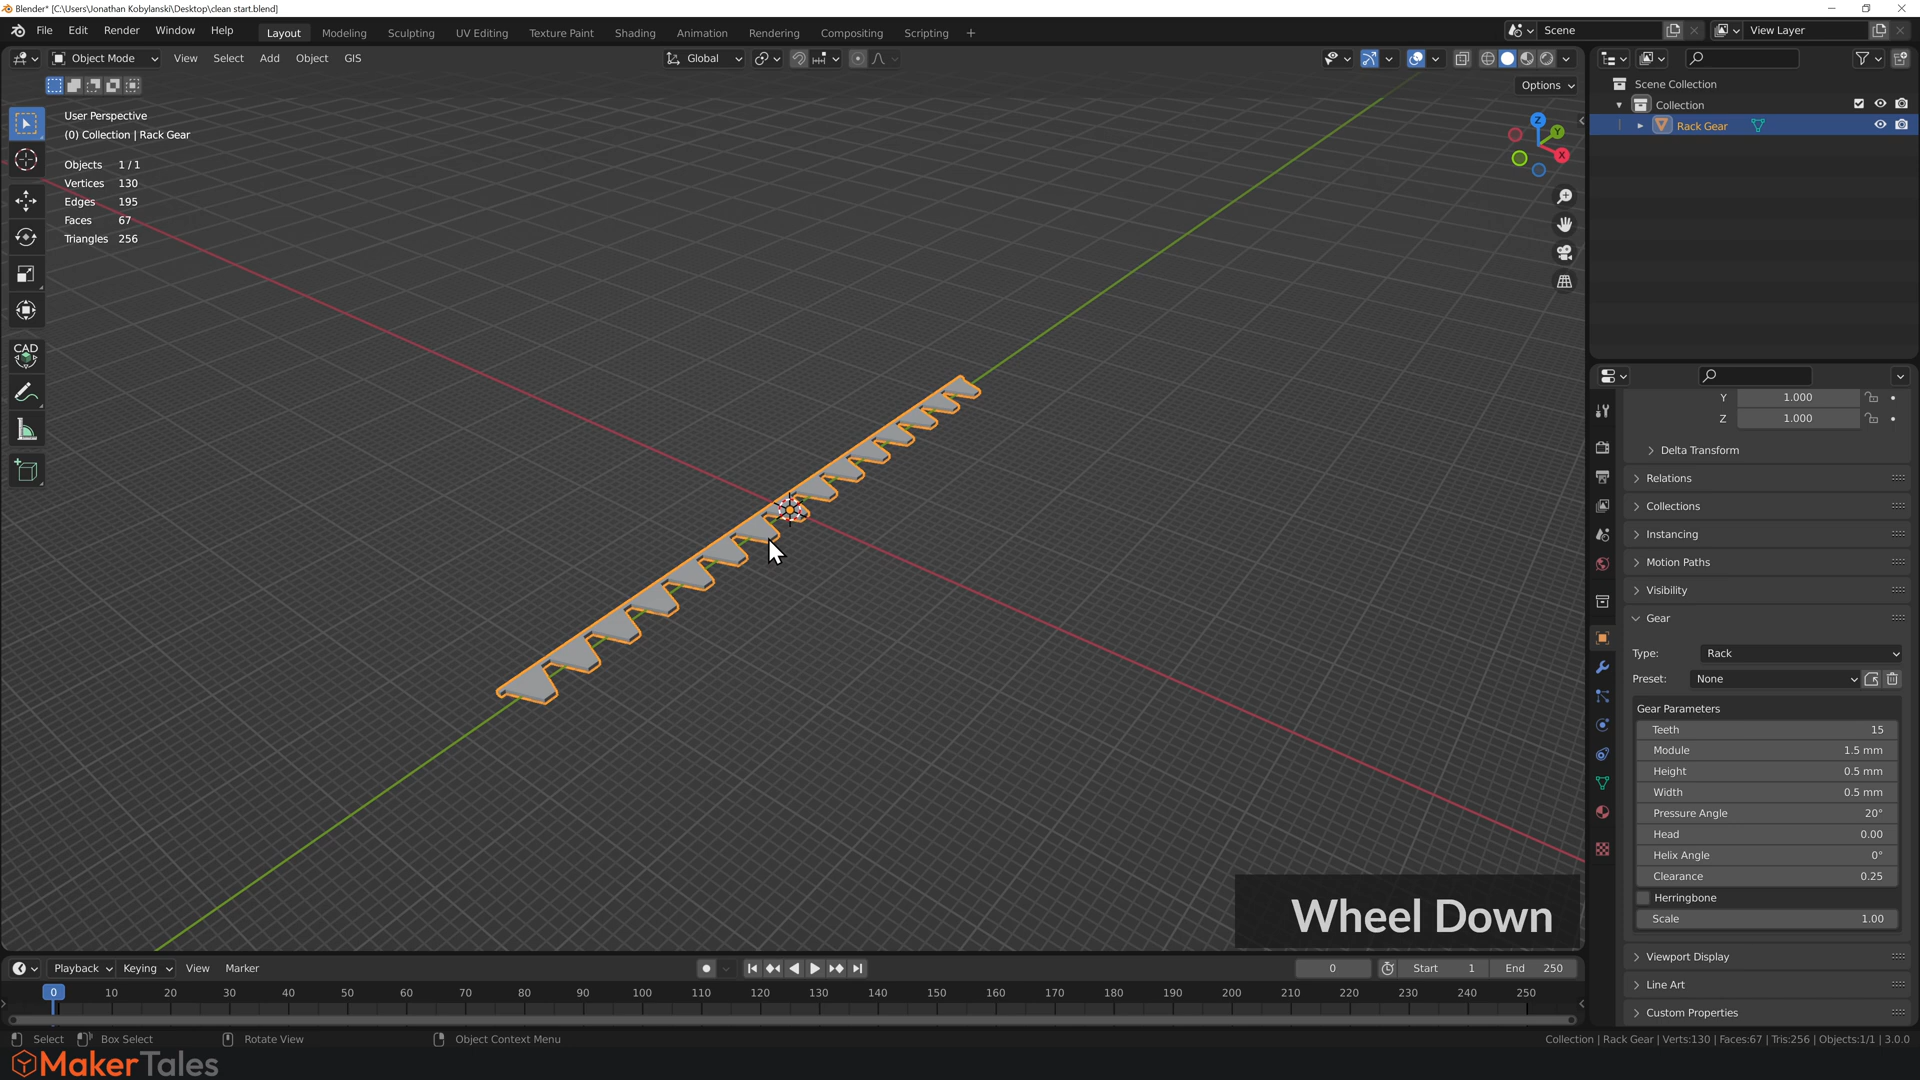 Blender* [C:\Users\Jonathan Kobylanski\Desktop\clean start.blend]
File Edit Render Window Help Layout Modeling Sculpting UV Editing Texture Paint Shading Animation Rendering Compositing Scripting + Scene View Layer
Object Mode View Select Add Object GIS Global
Options
User Perspective
(0) Collection | Rack Gear
Objects 1 / 1
Vertices 130
Edges 195
Faces 67
Triangles 256
CAD
Z
Y
X
Wheel Down
Scene Collection
Collection
Rack Gear
Y 1.000
Z 1.000
Delta Transform
Relations
Collections
Instancing
Motion Paths
Visibility
Gear
Type: Rack
Preset: None
Gear Parameters
Teeth 15
Module 1.5 mm
Height 0.5 mm
Width 0.5 mm
Pressure Angle 20°
Head 0.00
Helix Angle 0°
Clearance 0.25
Herringbone
Scale 1.00
Viewport Display
Line Art
Custom Properties
Playback Keying View Marker 0 Start 1 End 250
0 10 20 30 40 50 60 70 80 90 100 110 120 130 140 150 160 170 180 190 200 210 220 230 240 250
Select Box Select Rotate View Object Context Menu Collection | Rack Gear | Verts:130 | Faces:67 | Tris:256 | Objects:1/1 | 3.0.0
MakerTales